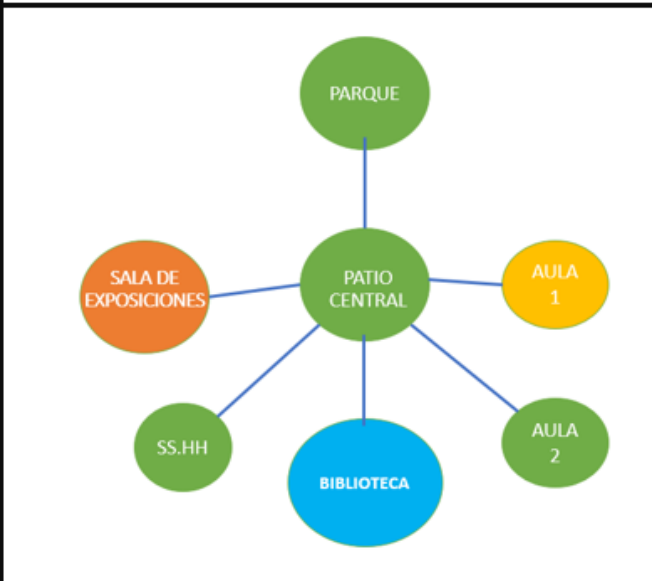 PARQUE
SALA DE
EXPOSICIONES
PATIO
CENTRAL
AULA
1
SS.HH
BIBLIOTECA
AULA
2